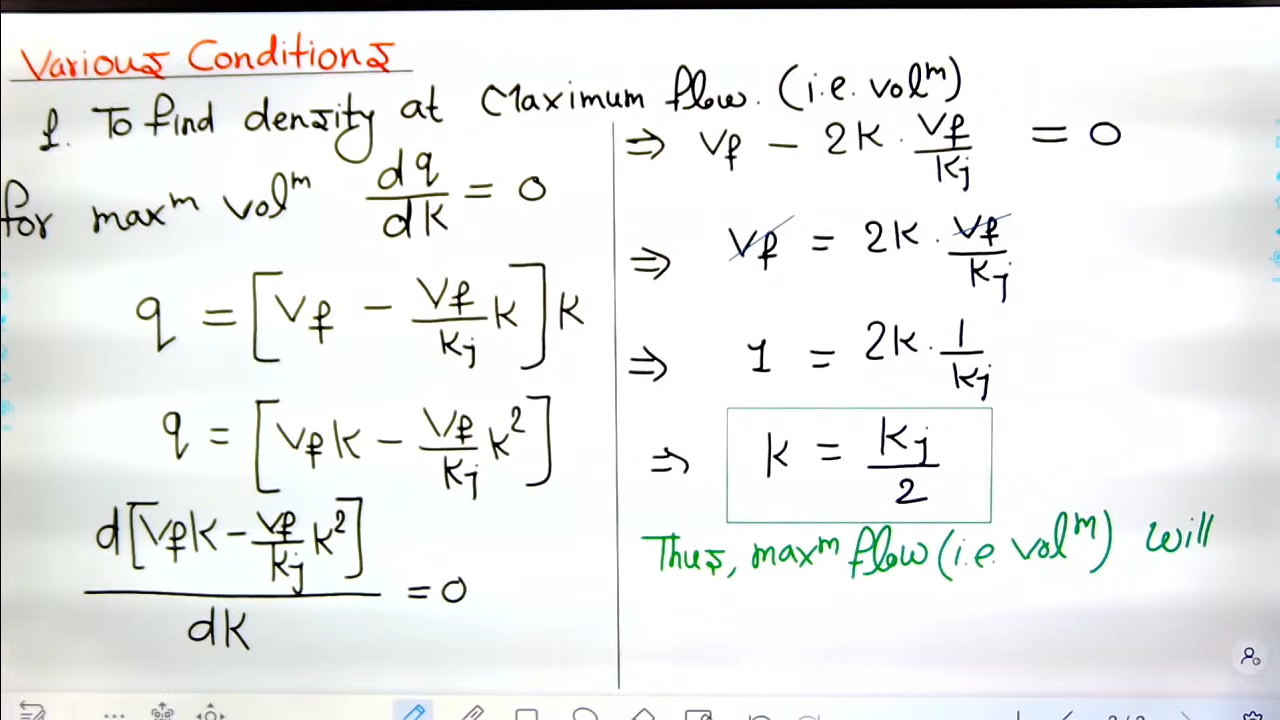 Various Conditions
1. To find density at Maximum flow. (i.e. volᵐ)
for maxᵐ volᵐ dq/dk = 0
q = [Vf - Vf/Kj K] K
q = [VfK - Vf/Kj K²]
d[VfK - Vf/Kj K²]/dK = 0
⇒ Vf - 2K · Vf/Kj = 0
⇒ Vf = 2K · Vf/Kj
⇒ 1 = 2K · 1/Kj
⇒ K = Kj/2
Thus, maxᵐ flow (i.e. volᵐ) will